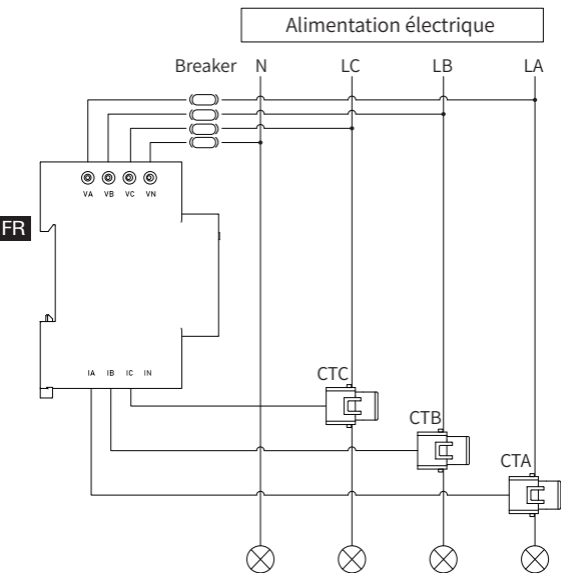 Alimentation électrique
Breaker N LC LB LA
VA VB VC VN
FR
IA IB IC IN
CTC
CTB
CTA